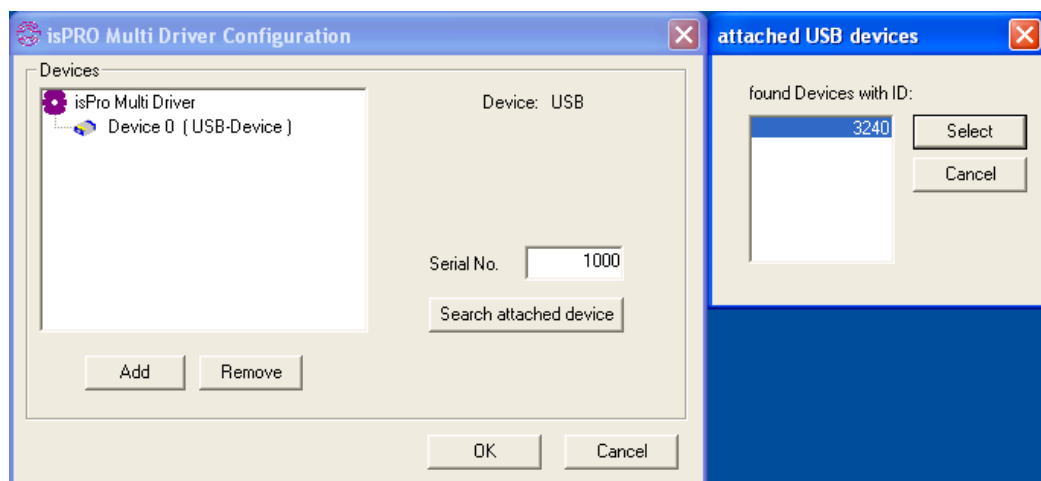 isPRO Multi Driver Configuration
Devices
isPro Multi Driver
Device 0 ( USB-Device )
Device: USB
Serial No. 1000
Search attached device
Add Remove
OK Cancel
attached USB devices
found Devices with ID:
3240
Select
Cancel